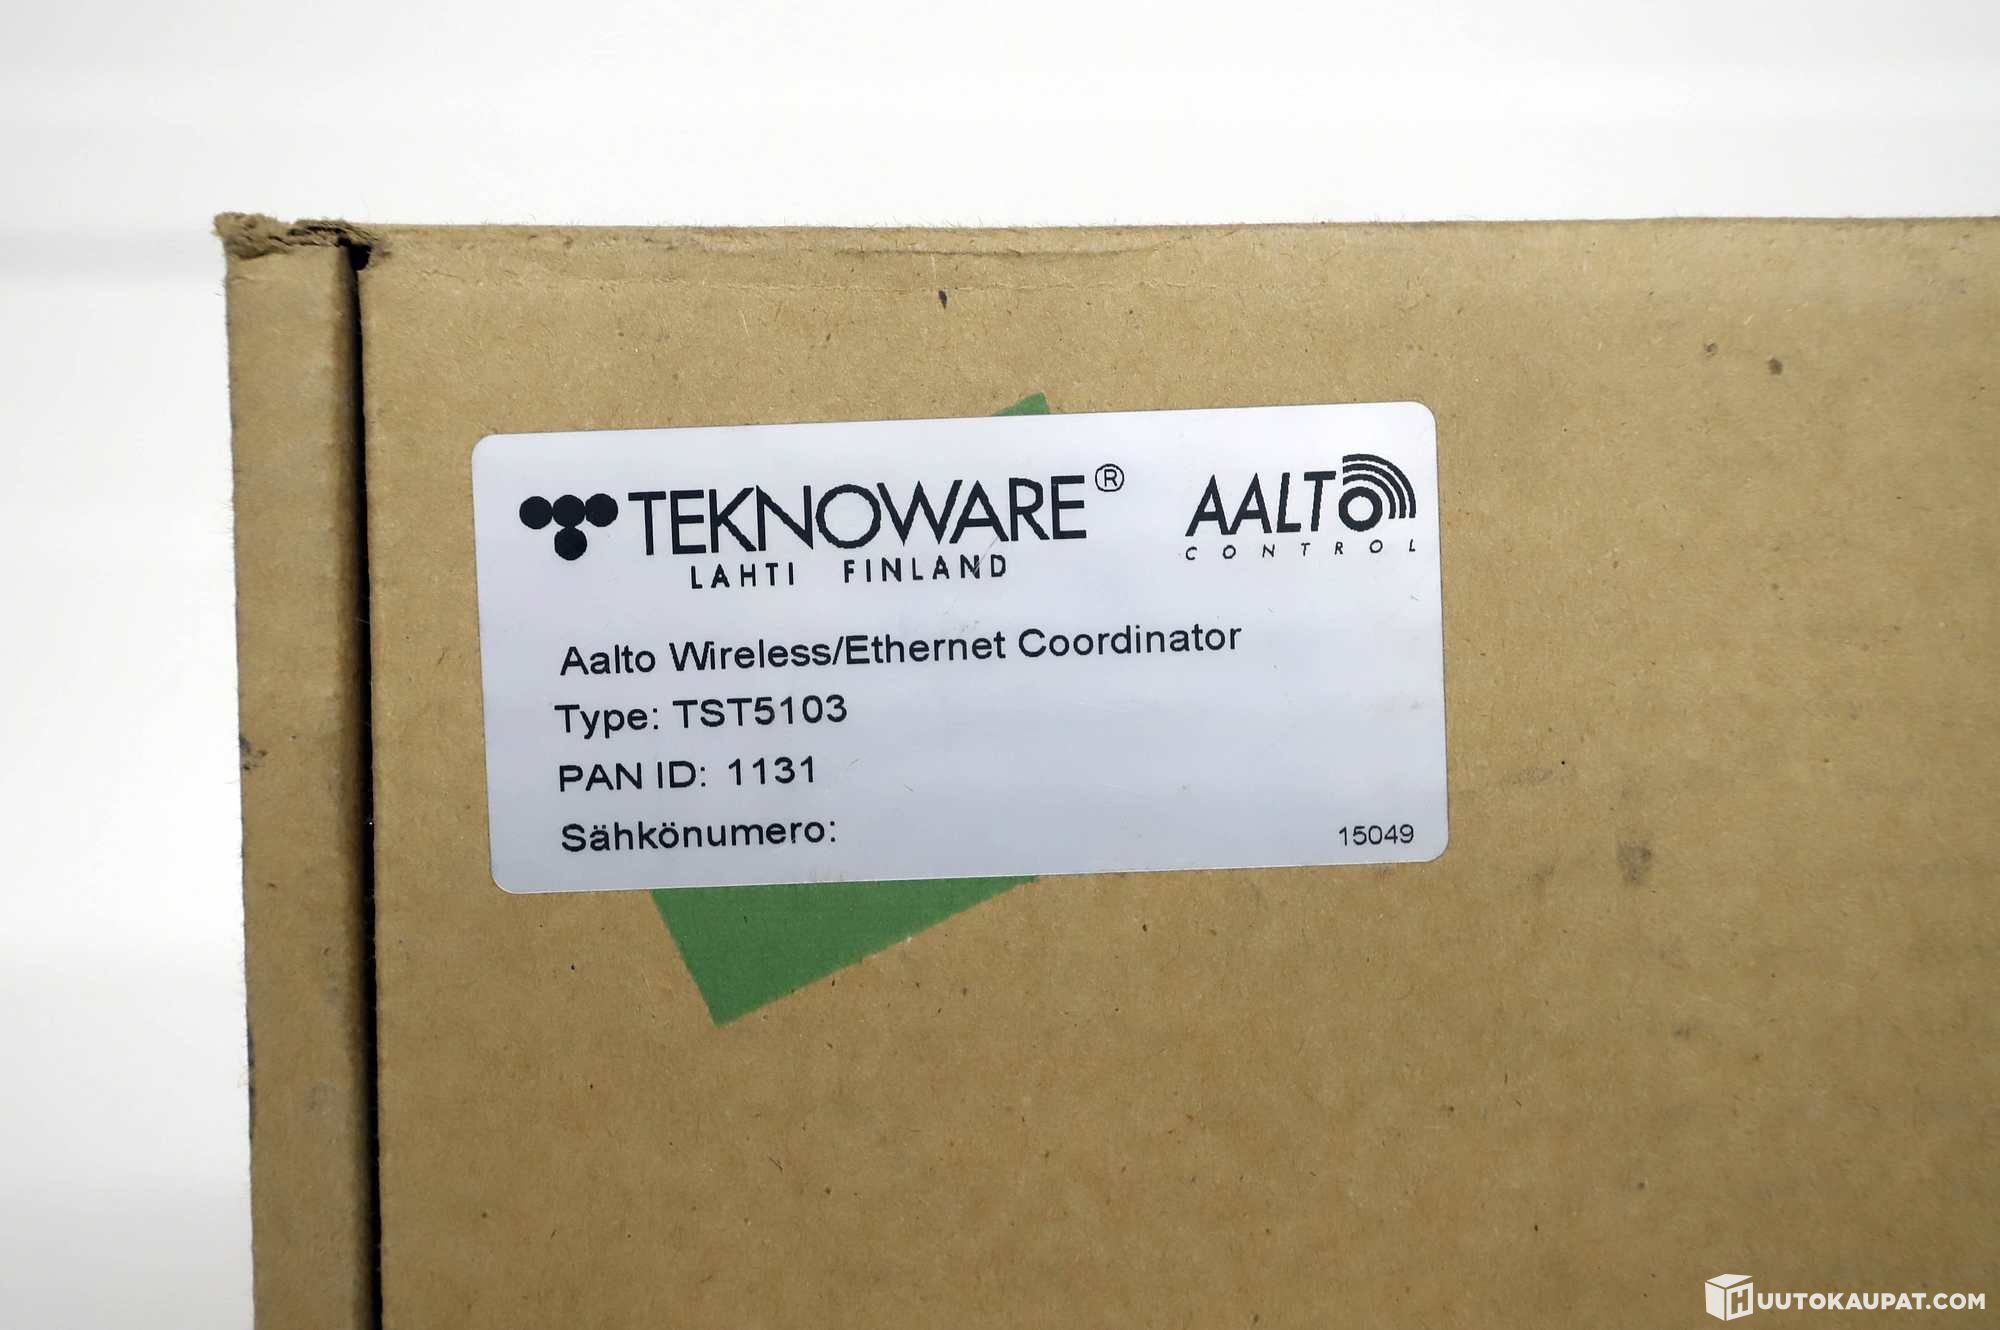 TEKNOWARE®
LAHTI FINLAND
AALTO
CONTROL
Aalto Wireless/Ethernet Coordinator
Type: TST5103
PAN ID: 1131
Sähkönumero:
15049
HUUTOKAUPAT.COM